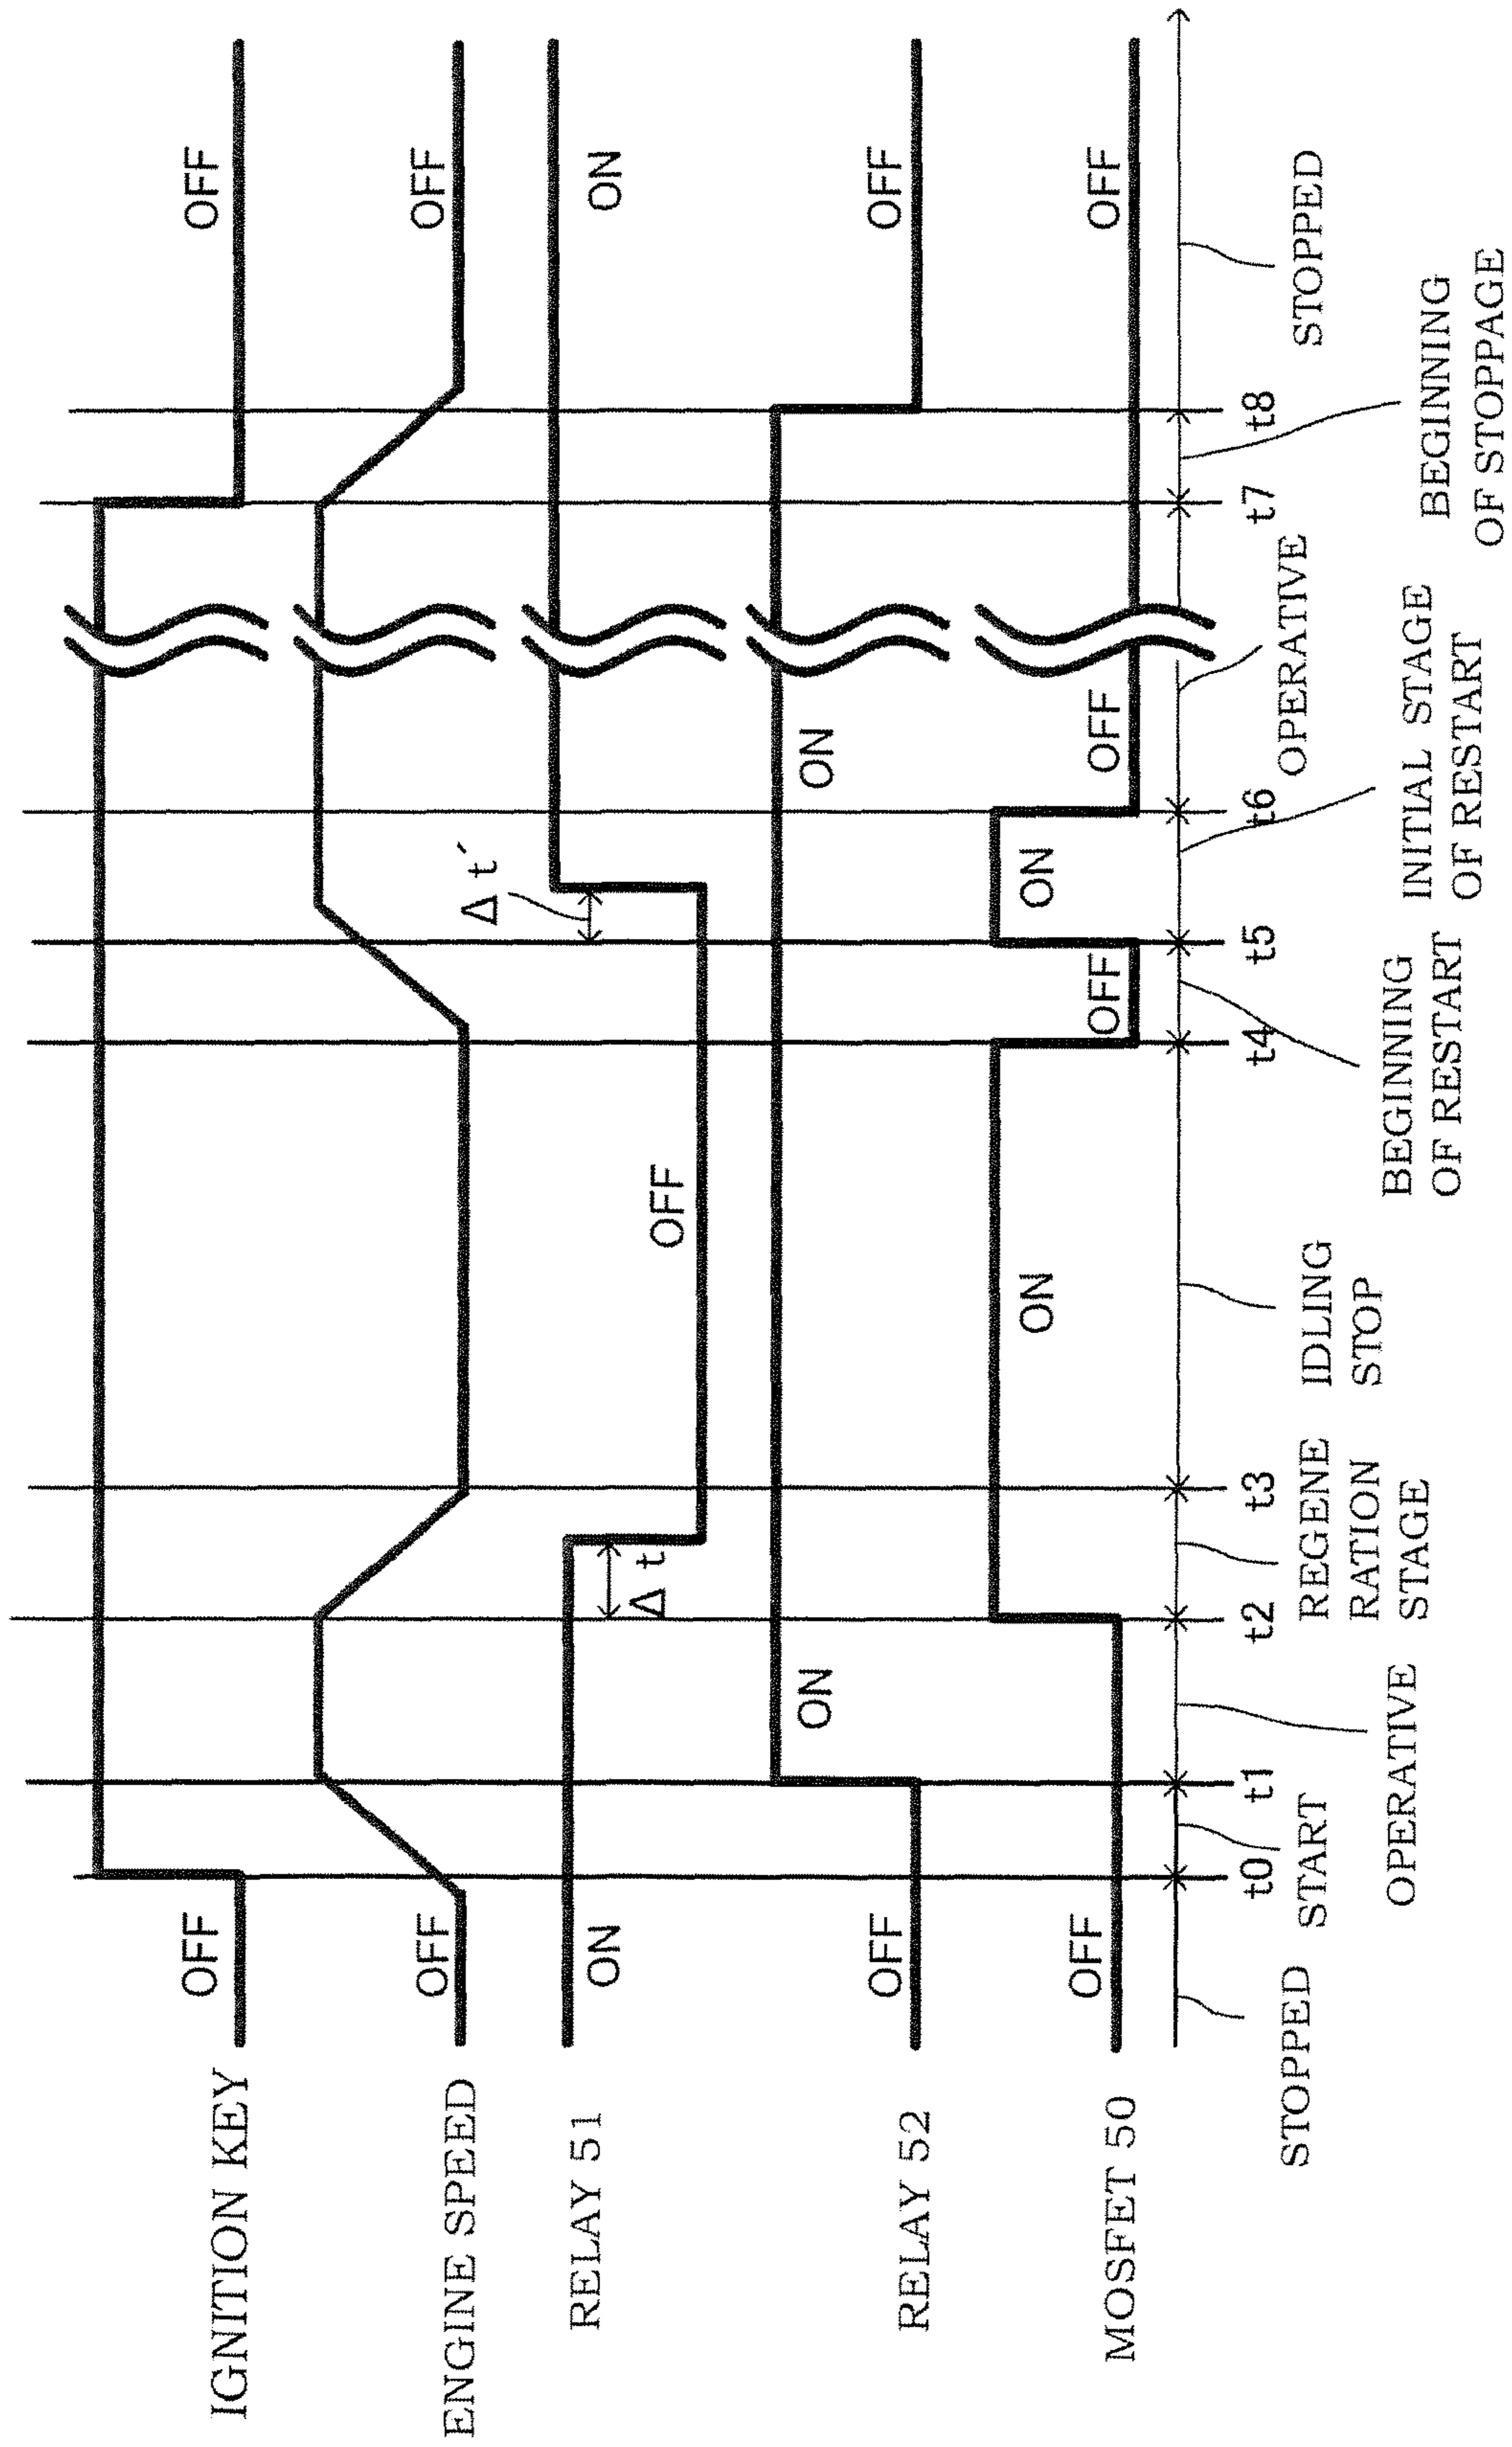 IGNITION KEY
OFF
OFF
ENGINE SPEED
OFF
OFF
RELAY 51
ON
Δt
OFF
Δt´
ON
RELAY 52
OFF
ON
ON
OFF
MOSFET 50
OFF
ON
OFF
ON
OFF
OFF
t0
t1
t2
t3
t4
t5
t6
t7
t8
STOPPED
START
OPERATIVE
REGENE
RATION
STAGE
IDLING
STOP
BEGINNING
OF RESTART
INITIAL STAGE
OF RESTART
OPERATIVE
BEGINNING
OF STOPPAGE
STOPPED